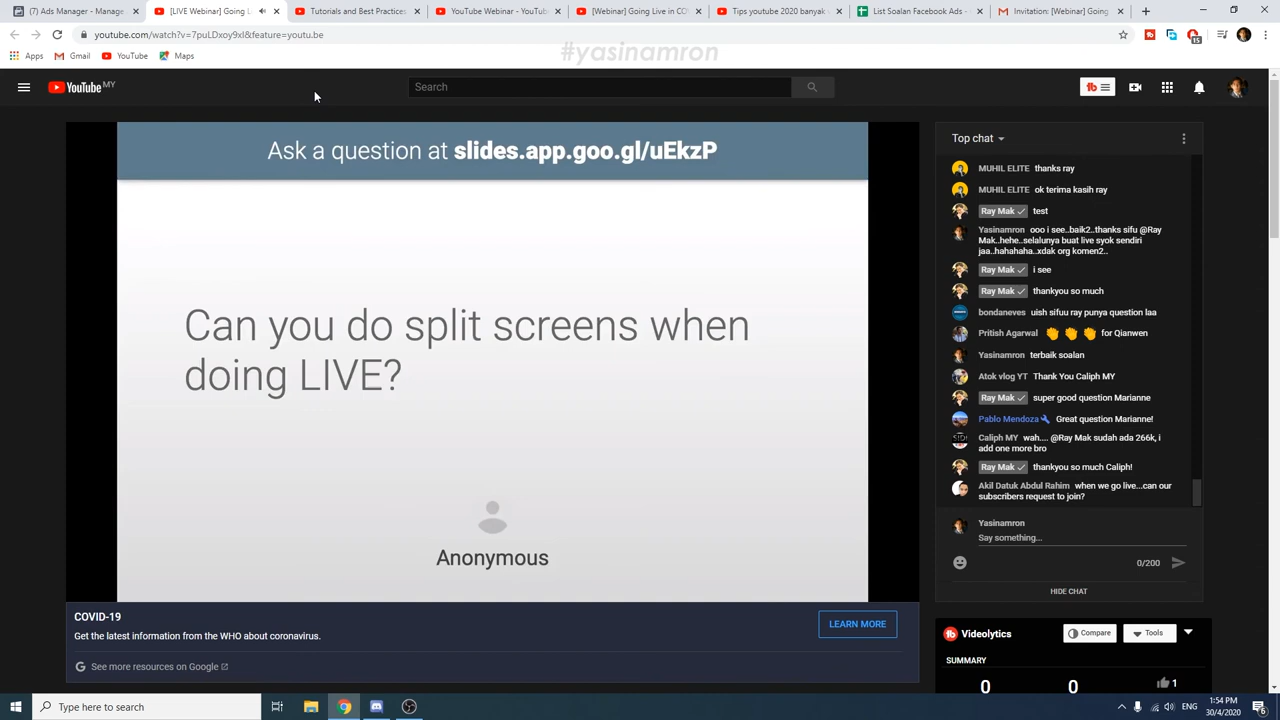 7) Ads Manager - Manage
[LIVE Webinar] Going Li
Tutorials and Best Practices
YouTube Webinar - YouTu
[Webinar] Going Live in CO
Tips youtube 2020 banyak
List Soalan Facebook Ads -
Invitation: [Webinar] Going
youtube.com/watch?v=7puLDxoy9xI&feature=youtu.be
15
Apps Gmail YouTube Maps
#yasinamron
YouTube MY
Search
Ask a question at slides.app.goo.gl/uEkzP
Can you do split screens when
doing LIVE?
Anonymous
COVID-19
Get the latest information from the WHO about coronavirus.
LEARN MORE
See more resources on Google
Top chat
MUHIL ELITE thanks ray
MUHIL ELITE ok terima kasih ray
Ray Mak test
Yasinamron ooo i see..baik2..thanks sifu @Ray
Mak..hehe..selalunya buat live syok sendiri
jaa..hahahaha..xdak org komen2..
Ray Mak i see
Ray Mak thankyou so much
bondaneves uish sifuu ray punya question laa
Pritish Agarwal 👏 👏 👏 for Qianwen
Yasinamron terbaik soalan
Atok vlog YT Thank You Caliph MY
Ray Mak super good question Marianne
Pablo Mendoza Great question Marianne!
Caliph MY wah.... @Ray Mak sudah ada 266k, i
add one more bro
Ray Mak thankyou so much Caliph!
Akil Datuk Abdul Rahim when we go live...can our
subscribers request to join?
Yasinamron
Say something...
0/200
HIDE CHAT
Videolytics
Compare
Tools
SUMMARY
0 0 1
Type here to search
ENG
1:54 PM
30/4/2020
6